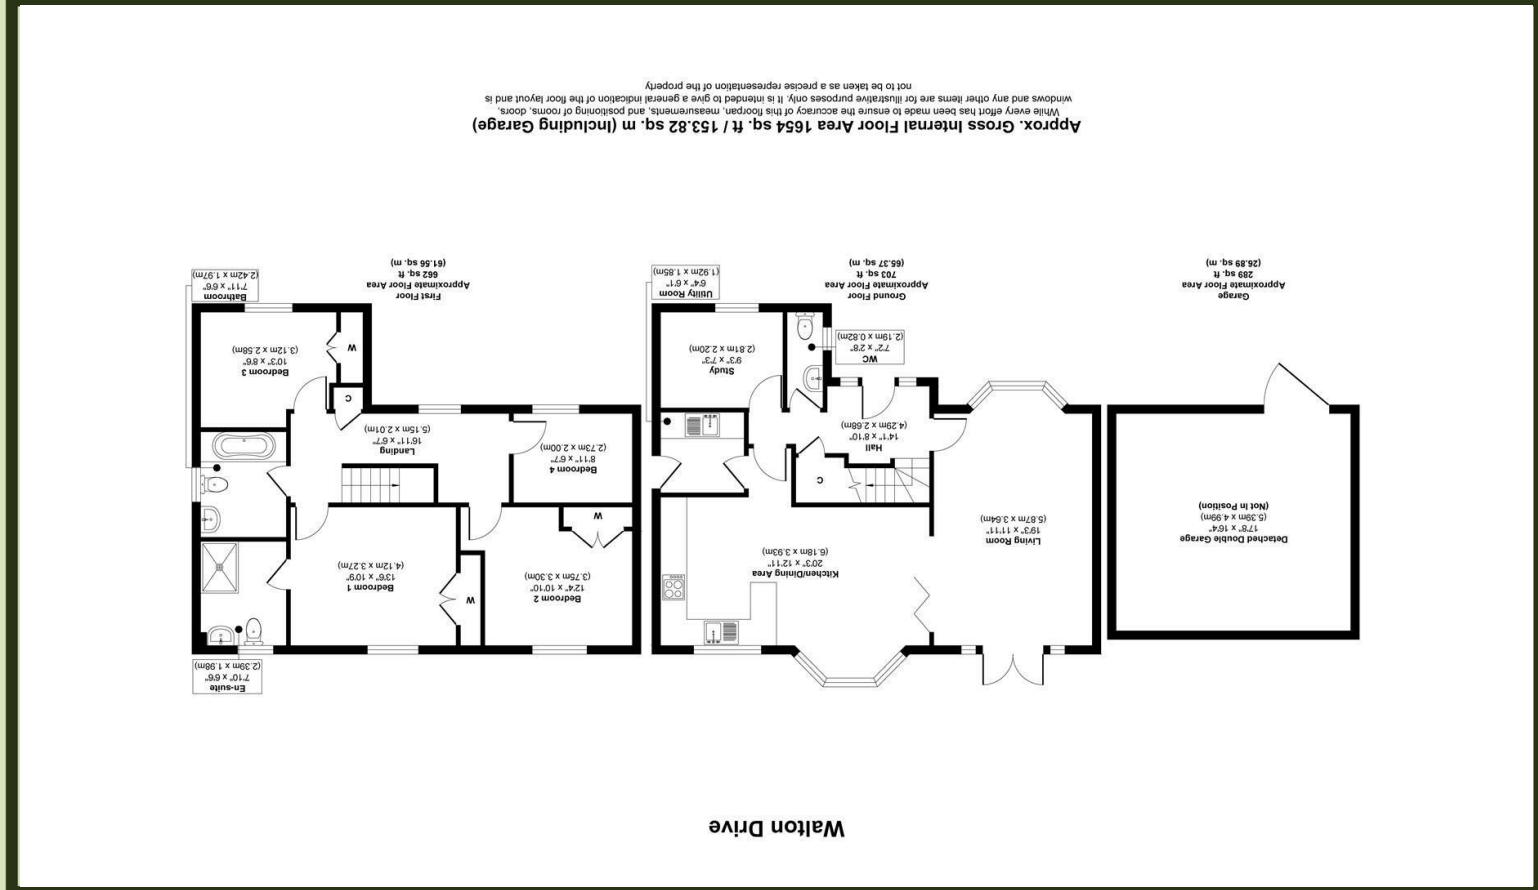 Walton Drive
Detached Double Garage
17'8" x 16'4"
(5.39m x 4.99m)
(Not In Position)
Garage
Approximate Floor Area
289 sq. ft
(26.89 sq. m)
Living Room
19'3" x 11'11"
(5.87m x 3.64m)
Kitchen/Dining Area
20'3" x 12'11"
(6.18m x 3.93m)
C
Hall
14'1" x 8'10"
(4.29m x 2.68m)
WC
7'2" x 2'8"
(2.19m x 0.82m)
Study
9'3" x 7'3"
(2.81m x 2.20m)
Utility Room
6'4" x 6'1"
(1.92m x 1.85m)
Ground Floor
Approximate Floor Area
703 sq. ft
(65.37 sq. m)
En-suite
7'10" x 6'6"
(2.39m x 1.98m)
Bedroom 2
12'4" x 10'10"
(3.75m x 3.30m)
W
W
Bedroom 1
13'6" x 10'9"
(4.12m x 3.27m)
Bedroom 4
8'11" x 6'7"
(2.73m x 2.00m)
Landing
16'11" x 6'7"
(5.15m x 2.01m)
C
W
Bedroom 3
10'3" x 8'6"
(3.12m x 2.58m)
Bathroom
7'11" x 6'6"
(2.42m x 1.97m)
First Floor
Approximate Floor Area
662 sq. ft
(61.56 sq. m)
Approx. Gross Internal Floor Area 1654 sq. ft / 153.82 sq. m (Including Garage)
While every effort has been made to ensure the accuracy of this floorpan, measurements, and positioning of rooms, doors,
windows and any other items are for illustrative purposes only. It is intended to give a general indication of the floor layout and is
not to be taken as a precise representation of the property